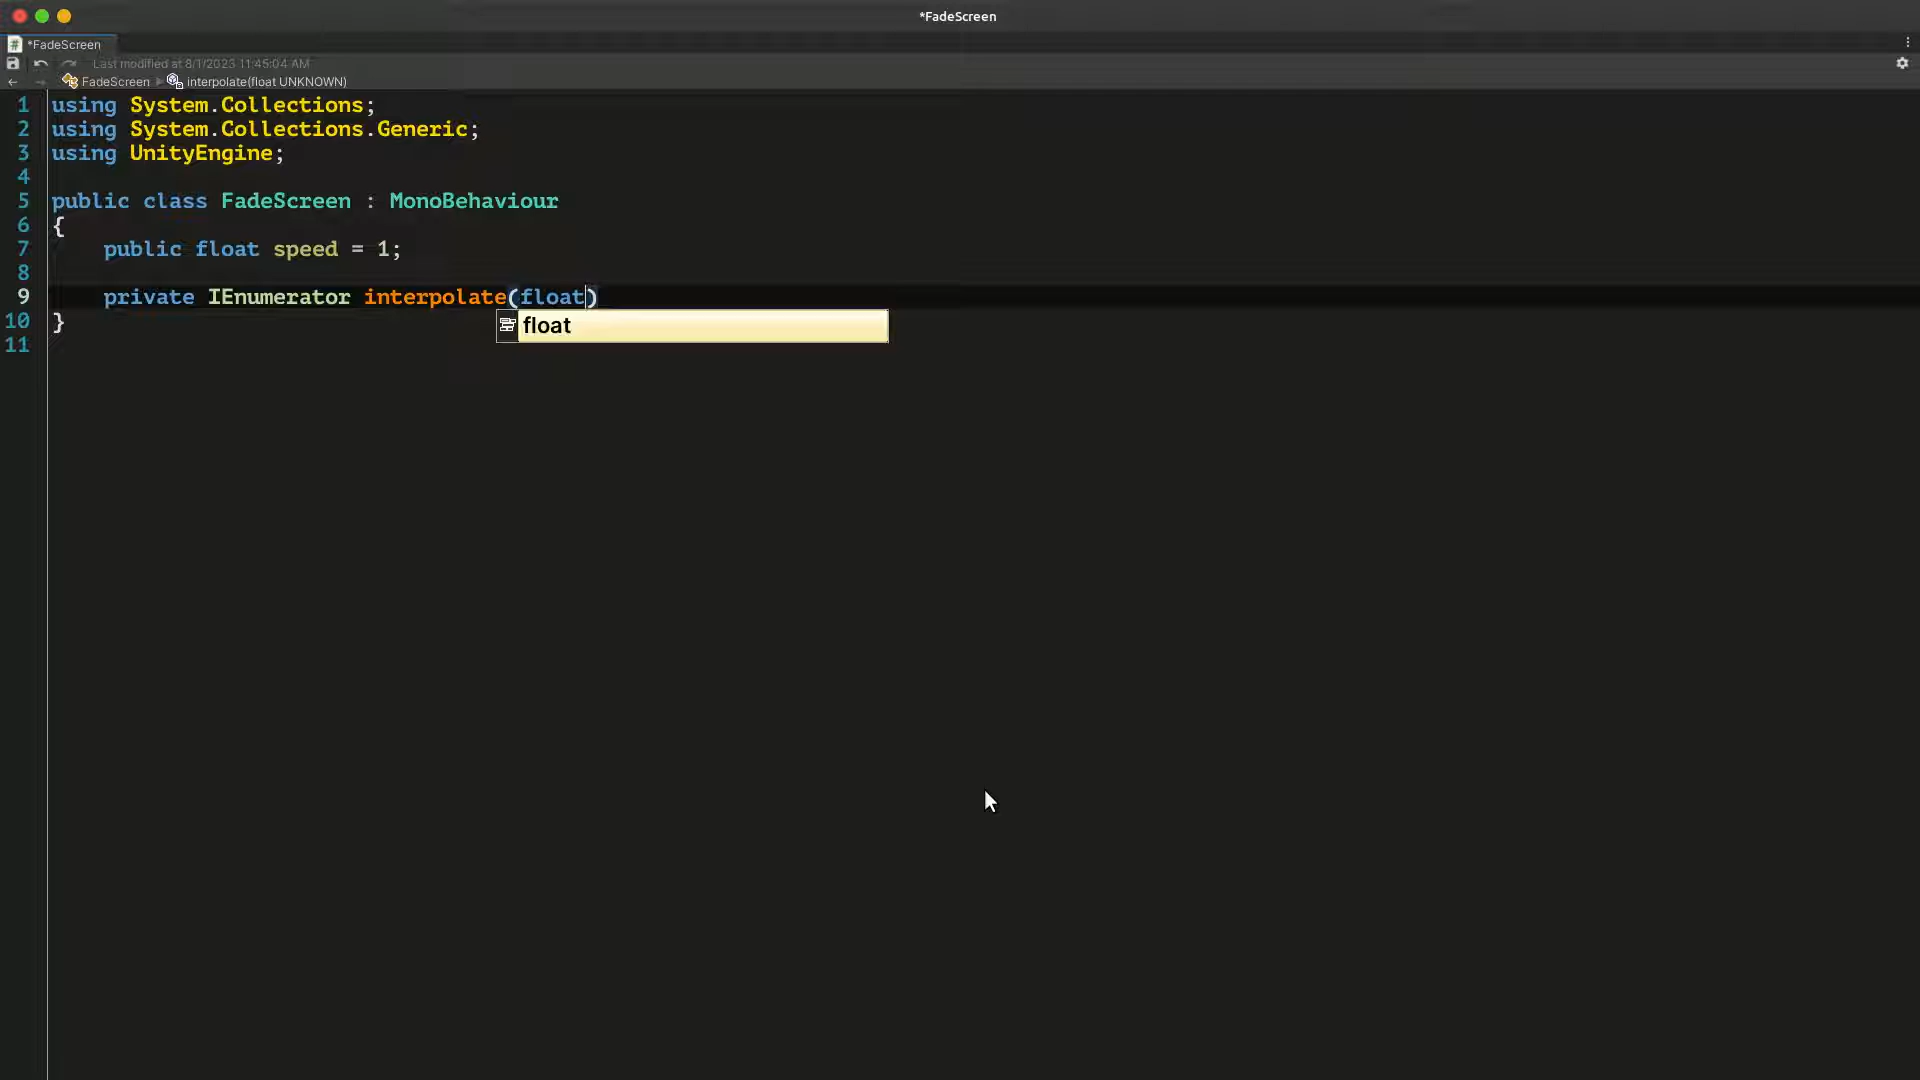 *FadeScreen
*FadeScreen
Last modified at 8/1/2023 11:45:04 AM
FadeScreen interpolate(float UNKNOWN)
1 using System.Collections;
2 using System.Collections.Generic;
3 using UnityEngine;
4
5 public class FadeScreen : MonoBehaviour
6 {
7 public float speed = 1;
8
9 private IEnumerator interpolate(float)
float
10 }
11